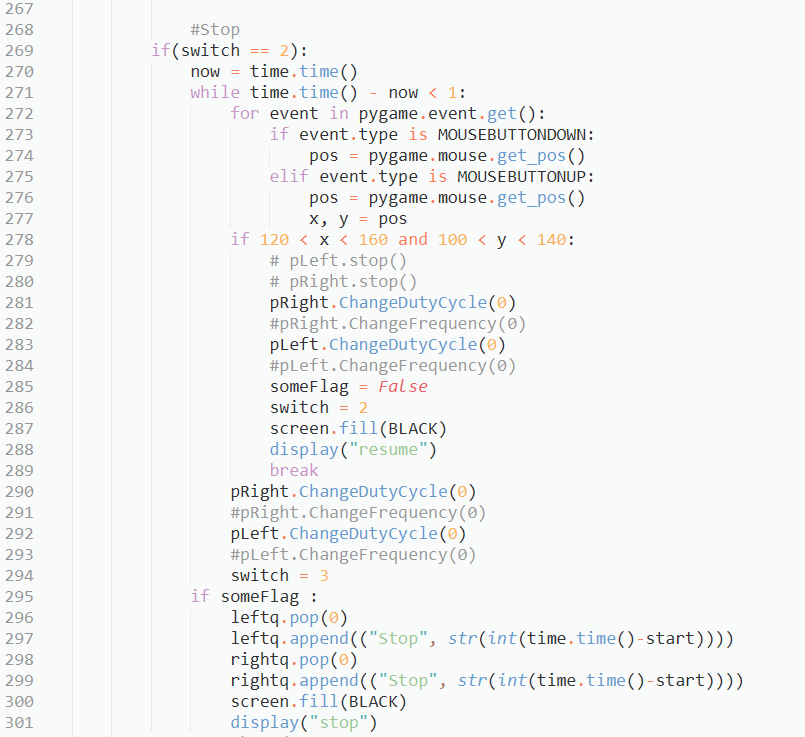 267
268                 #Stop
269             if(switch == 2):
270                 now = time.time()
271                 while time.time() - now < 1:
272                     for event in pygame.event.get():
273                         if event.type is MOUSEBUTTONDOWN:
274                             pos = pygame.mouse.get_pos()
275                         elif event.type is MOUSEBUTTONUP:
276                             pos = pygame.mouse.get_pos()
277                             x, y = pos
278                     if 120 < x < 160 and 100 < y < 140:
279                         # pLeft.stop()
280                         # pRight.stop()
281                         pRight.ChangeDutyCycle(0)
282                         #pRight.ChangeFrequency(0)
283                         pLeft.ChangeDutyCycle(0)
284                         #pLeft.ChangeFrequency(0)
285                         someFlag = False
286                         switch = 2
287                         screen.fill(BLACK)
288                         display("resume")
289                         break
290                     pRight.ChangeDutyCycle(0)
291                     #pRight.ChangeFrequency(0)
292                     pLeft.ChangeDutyCycle(0)
293                     #pLeft.ChangeFrequency(0)
294                     switch = 3
295                 if someFlag :
296                     leftq.pop(0)
297                     leftq.append(("Stop", str(int(time.time()-start))))
298                     rightq.pop(0)
299                     rightq.append(("Stop", str(int(time.time()-start))))
300                     screen.fill(BLACK)
301                     display("stop")